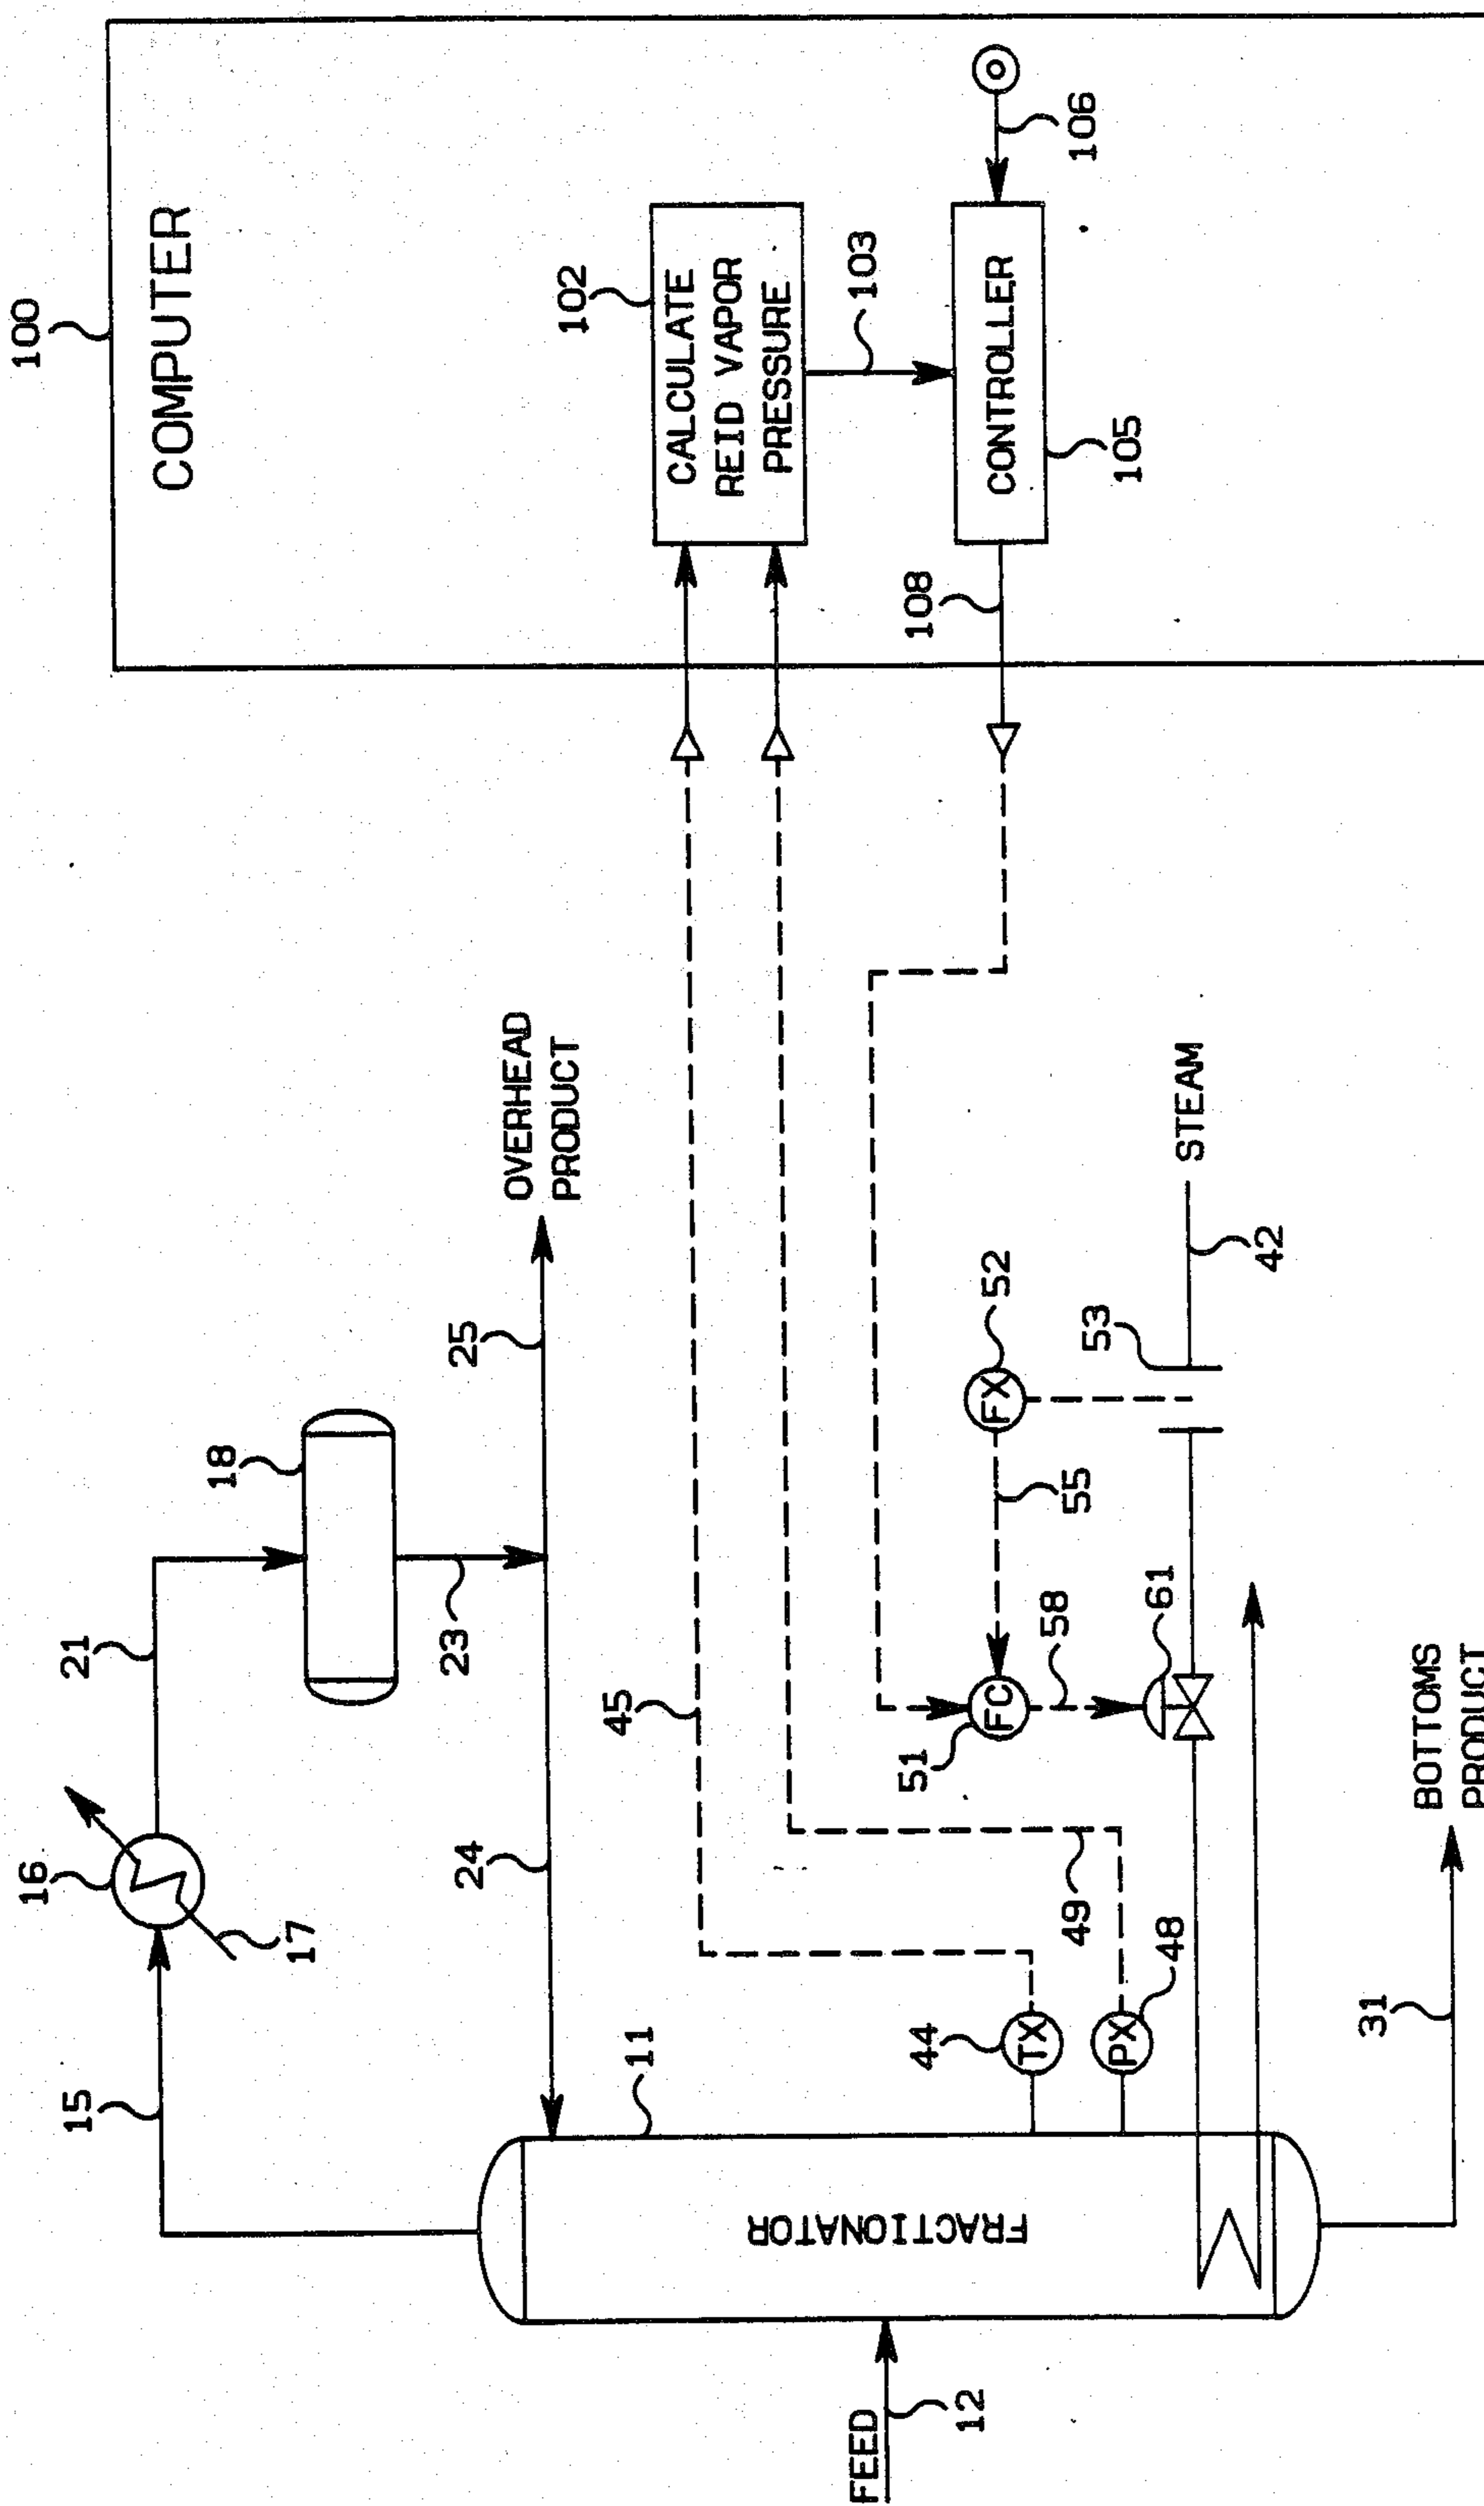 100
COMPUTER
102
CALCULATE
REID VAPOR
PRESSURE
103
106
CONTROLLER
105
108
15
16
17
21
18
23
24
25
OVERHEAD
PRODUCT
45
11
44
TX
49
PX
48
51
FC
58
55
FX
52
53
61
STEAM
42
FEED
12
FRACTIONATOR
31
BOTTOMS
PRODUCT